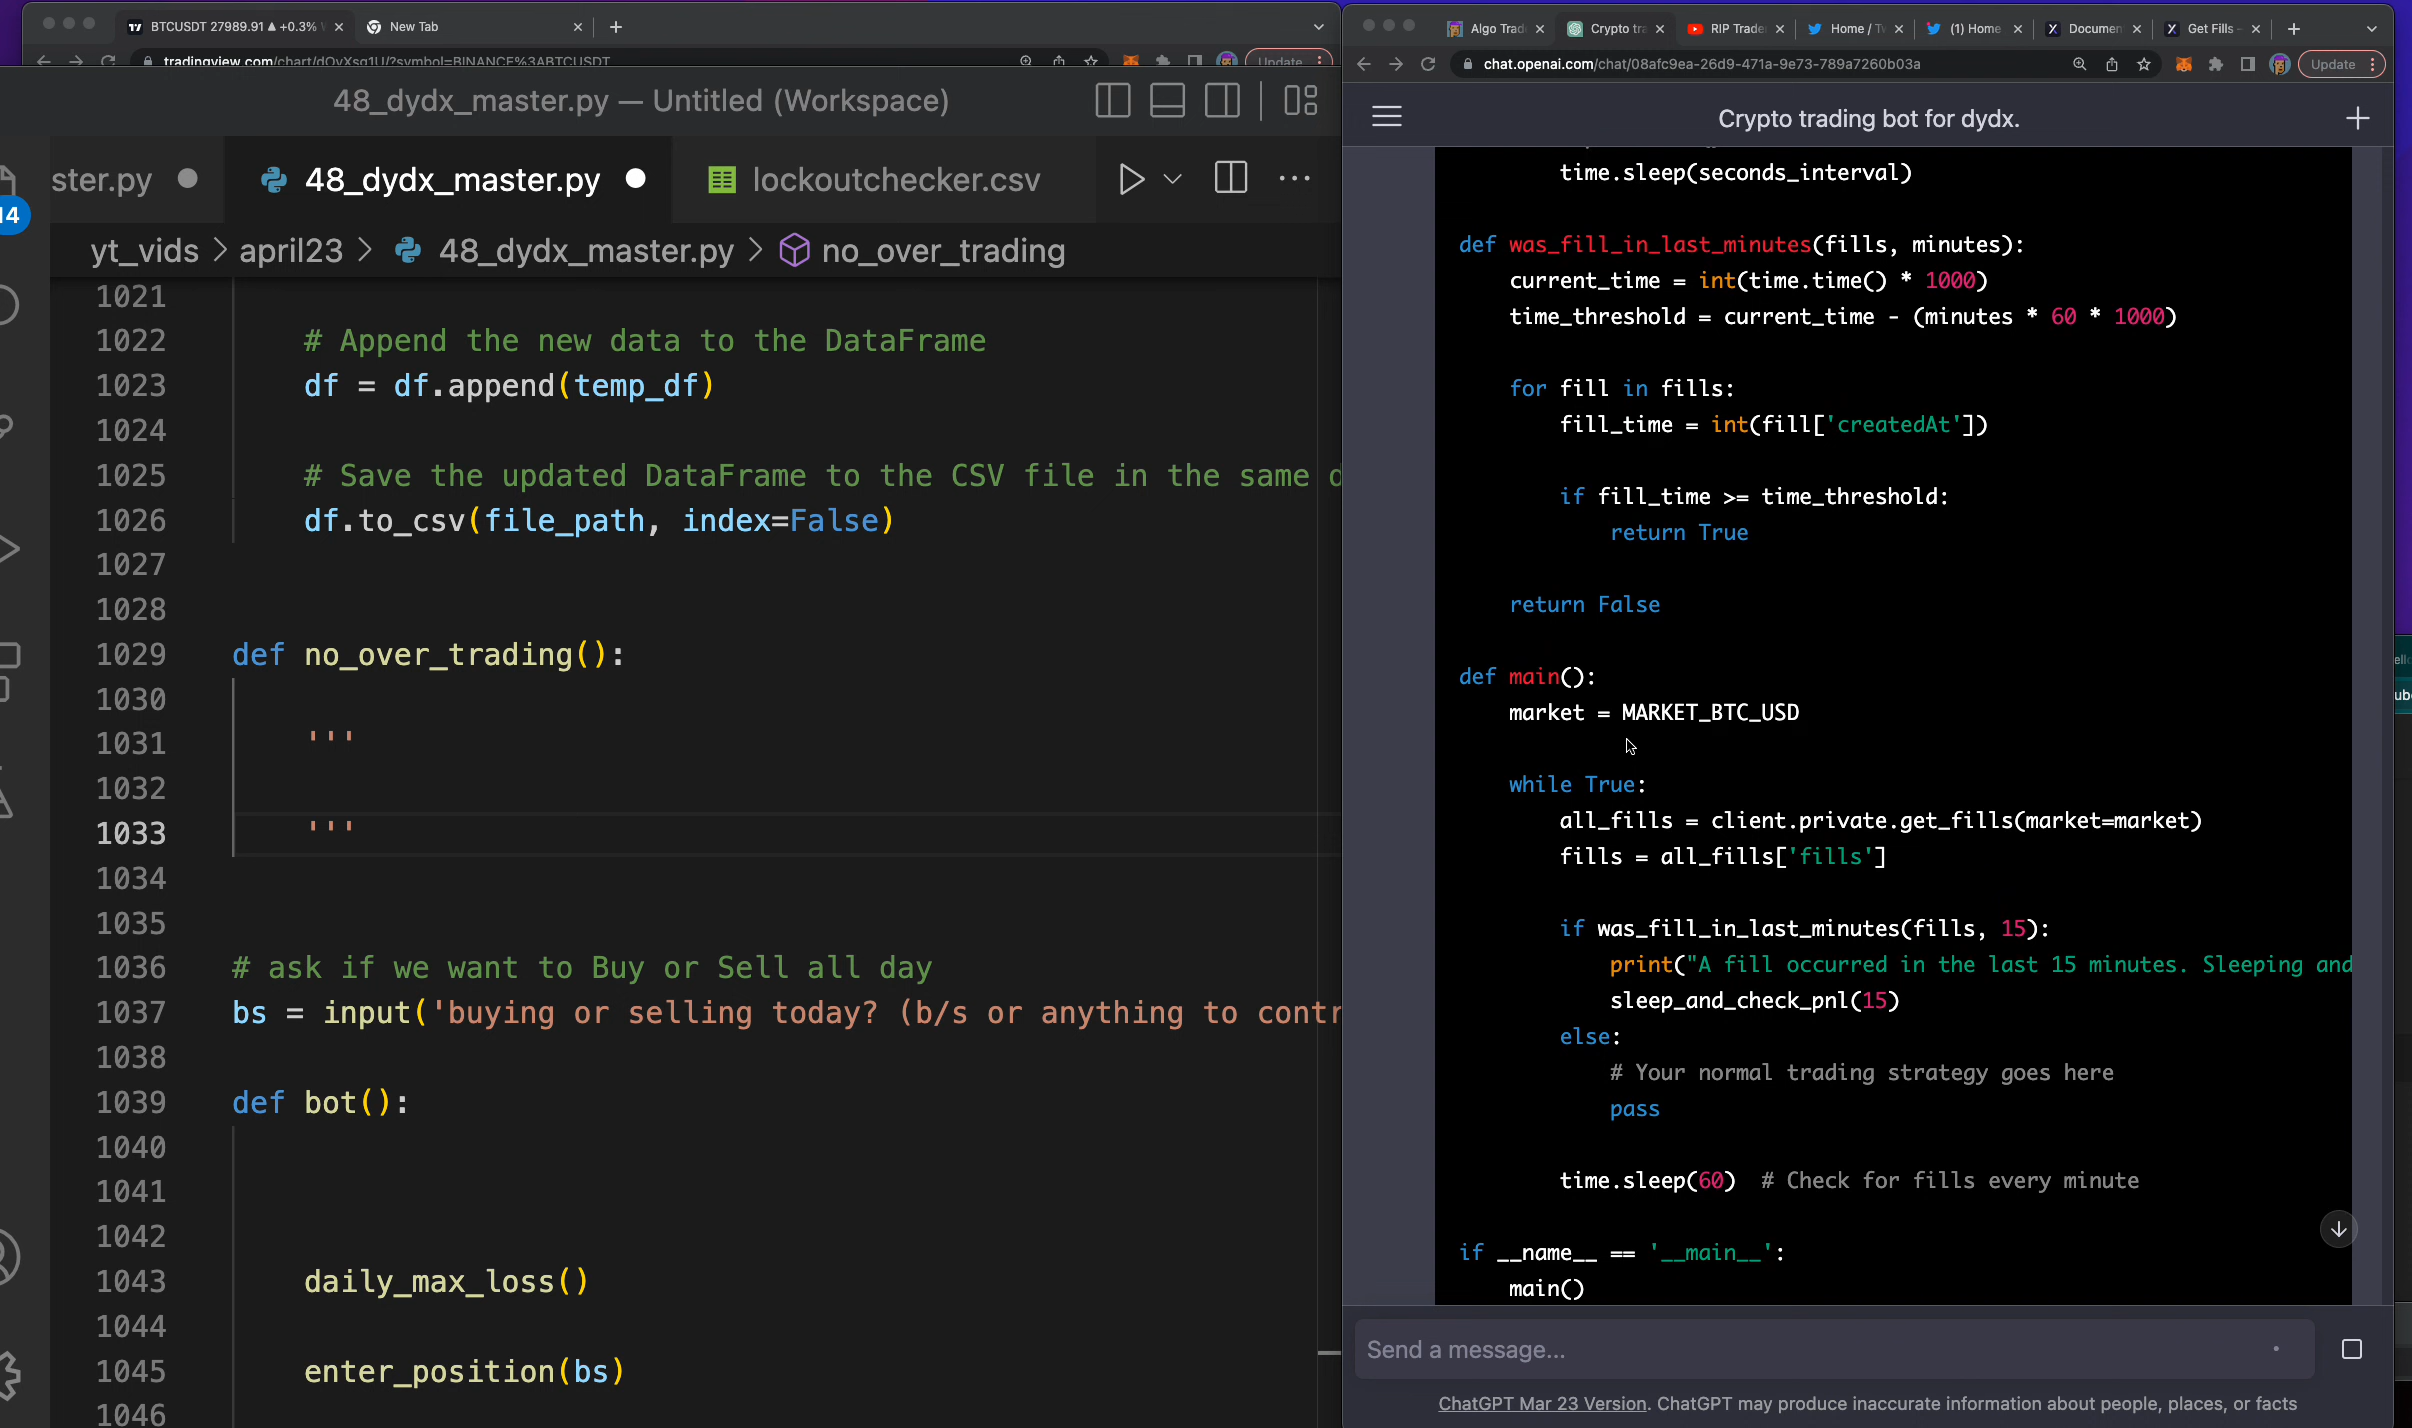 BTCUSDT 27989.91 ▲ +0.3%
New Tab
tradingview.com/chart/dOvXsg1U/?symbol=BINANCE%3ABTCUSDT
Update
48_dydx_master.py — Untitled (Workspace)
ster.py
48_dydx_master.py
lockoutchecker.csv
14
yt_vids > april23 > 48_dydx_master.py > no_over_trading
1021
1022 # Append the new data to the DataFrame
1023 df = df.append(temp_df)
1024
1025 # Save the updated DataFrame to the CSV file in the same d
1026 df.to_csv(file_path, index=False)
1027
1028
1029 def no_over_trading():
1030
1031 '''
1032
1033 '''
1034
1035
1036 # ask if we want to Buy or Sell all day
1037 bs = input('buying or selling today? (b/s or anything to contr
1038
1039 def bot():
1040
1041
1042
1043 daily_max_loss()
1044
1045 enter_position(bs)
1046
Algo Trad
Crypto tra
RIP Trade
Home / Tw
(1) Home
Documen
Get Fills –
chat.openai.com/chat/08afc9ea-26d9-471a-9e73-789a7260b03a
Update
Crypto trading bot for dydx.
time.sleep(seconds_interval)
def was_fill_in_last_minutes(fills, minutes):
current_time = int(time.time() * 1000)
time_threshold = current_time - (minutes * 60 * 1000)
for fill in fills:
fill_time = int(fill['createdAt'])
if fill_time >= time_threshold:
return True
return False
def main():
market = MARKET_BTC_USD
while True:
all_fills = client.private.get_fills(market=market)
fills = all_fills['fills']
if was_fill_in_last_minutes(fills, 15):
print("A fill occurred in the last 15 minutes. Sleeping and
sleep_and_check_pnl(15)
else:
# Your normal trading strategy goes here
pass
time.sleep(60) # Check for fills every minute
if __name__ == '__main__':
main()
Send a message...
ChatGPT Mar 23 Version. ChatGPT may produce inaccurate information about people, places, or facts